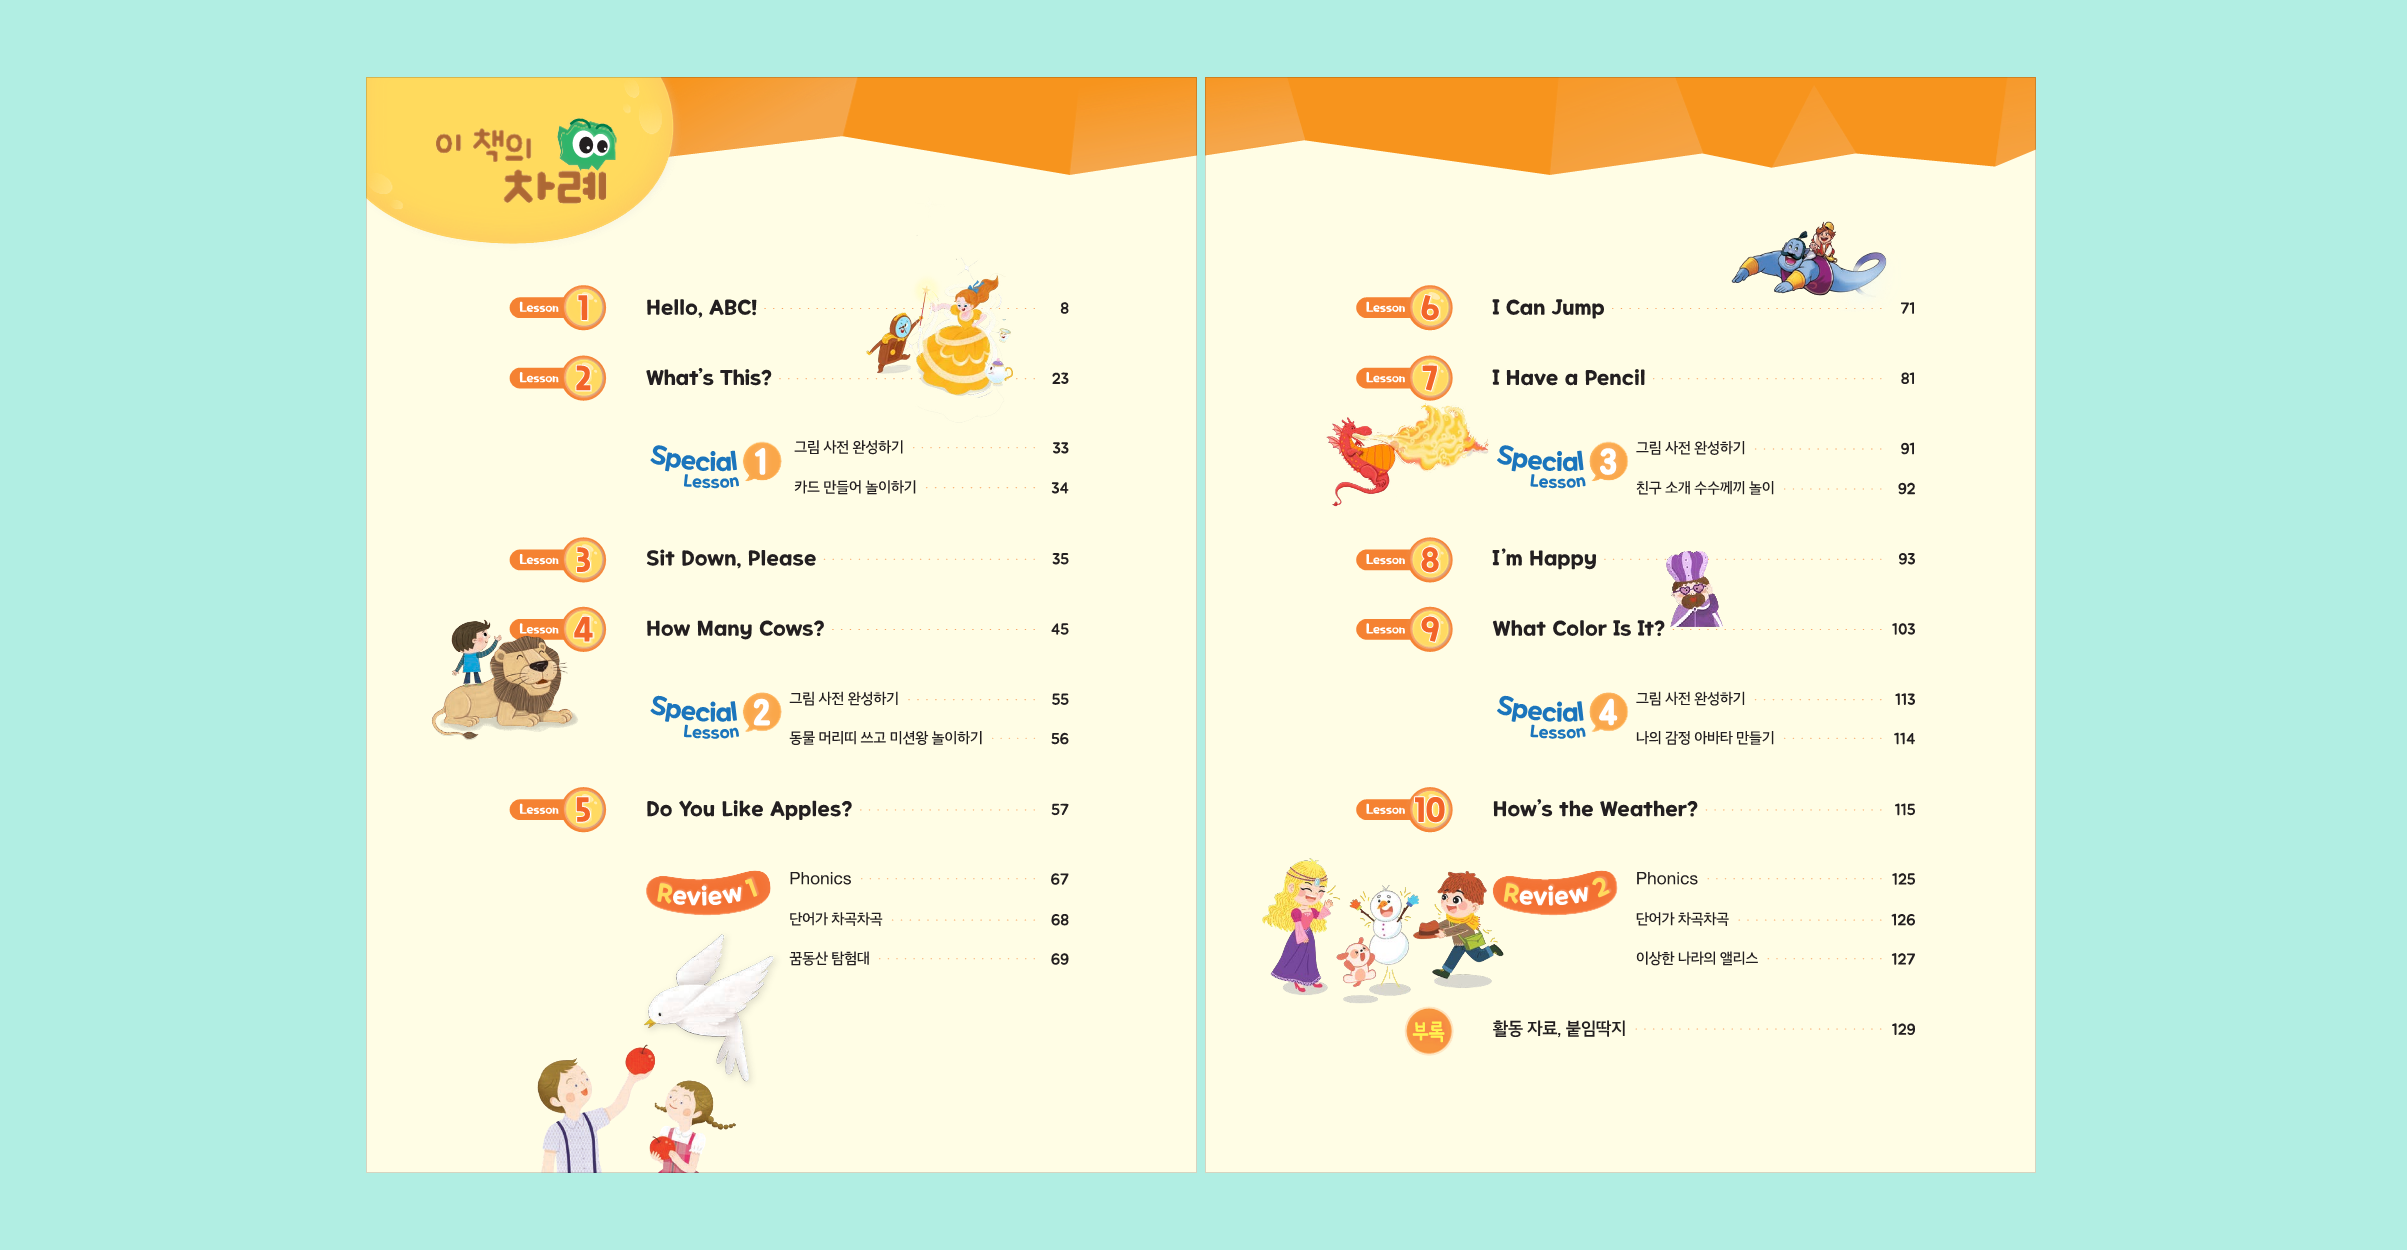 이 책의
차례
Lesson 1 Hello, ABC! 8
Lesson 2 What's This? 23
Special Lesson 1
그림 사전 완성하기 33
카드 만들어 놀이하기 34
Lesson 3 Sit Down, Please 35
Lesson 4 How Many Cows? 45
Special Lesson 2
그림 사전 완성하기 55
동물 머리띠 쓰고 미션왕 놀이하기 56
Lesson 5 Do You Like Apples? 57
Review 1
Phonics 67
단어가 차곡차곡 68
꿈동산 탐험대 69
Lesson 6 I Can Jump 71
Lesson 7 I Have a Pencil 81
Special Lesson 3
그림 사전 완성하기 91
친구 소개 수수께끼 놀이 92
Lesson 8 I'm Happy 93
Lesson 9 What Color Is It? 103
Special Lesson 4
그림 사전 완성하기 113
나의 감정 아바타 만들기 114
Lesson 10 How's the Weather? 115
Review 2
Phonics 125
단어가 차곡차곡 126
이상한 나라의 앨리스 127
부록 활동 자료, 붙임딱지 129